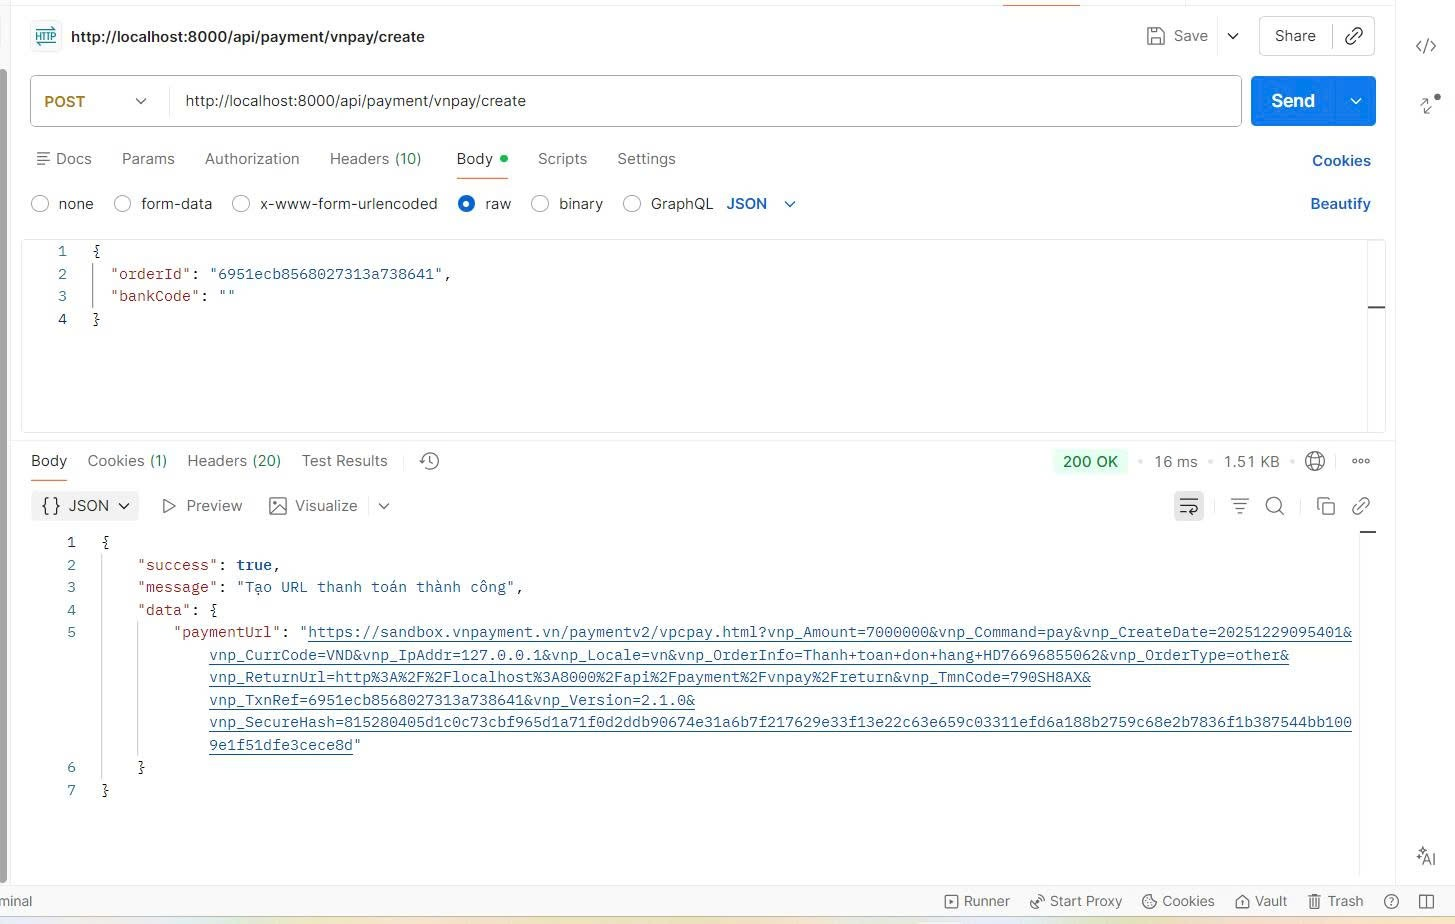 HTTP http://localhost:8000/api/payment/vnpay/create
Save
Share
POST
http://localhost:8000/api/payment/vnpay/create
Send
Docs Params Authorization Headers (10) Body Scripts Settings Cookies
none form-data x-www-form-urlencoded raw binary GraphQL JSON Beautify
1 {
2 "orderId": "6951ecb8568027313a738641",
3 "bankCode": ""
4 }
Body Cookies (1) Headers (20) Test Results 200 OK • 16 ms • 1.51 KB •
{} JSON Preview Visualize
1 {
2 "success": true,
3 "message": "Tạo URL thanh toán thành công",
4 "data": {
5 "paymentUrl": "https://sandbox.vnpayment.vn/paymentv2/vpcpay.html?vnp_Amount=7000000&vnp_Command=pay&vnp_CreateDate=20251229095401&
vnp_CurrCode=VND&vnp_IpAddr=127.0.0.1&vnp_Locale=vn&vnp_OrderInfo=Thanh+toan+don+hang+HD76696855062&vnp_OrderType=other&
vnp_ReturnUrl=http%3A%2F%2Flocalhost%3A8000%2Fapi%2Fpayment%2Fvnpay%2Freturn&vnp_TmnCode=790SH8AX&
vnp_TxnRef=6951ecb8568027313a738641&vnp_Version=2.1.0&
vnp_SecureHash=815280405d1c0c73cbf965d1a71f0d2ddb90674e31a6b7f217629e33f13e22c63e659c03311efd6a188b2759c68e2b7836f1b387544bb100
9e1f51dfe3cece8d"
6 }
7 }
AI
minal
Runner Start Proxy Cookies Vault Trash